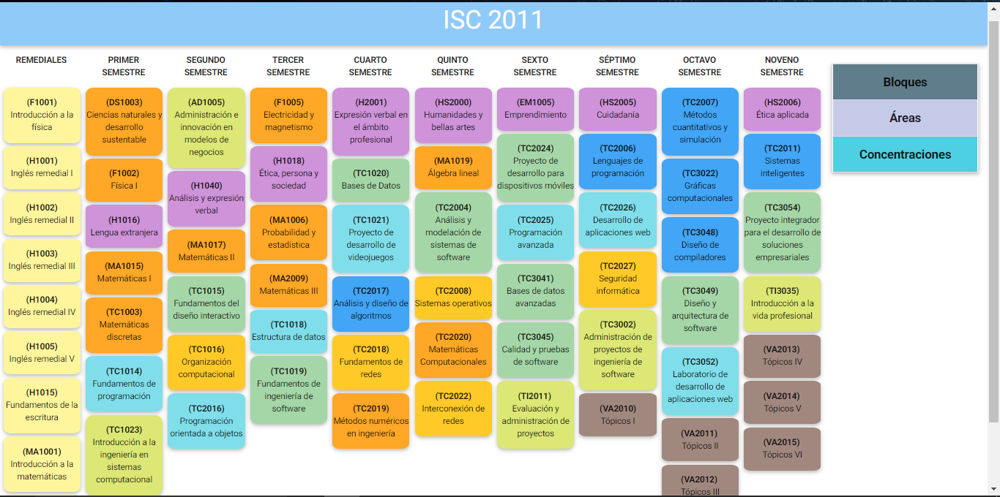 ISC 2011
REMEDIALES
(F1001)
Introducción a la
física
(H1001)
Inglés remedial I
(H1002)
Inglés remedial II
(H1003)
Inglés remedial III
(H1004)
Inglés remedial IV
(H1005)
Inglés remedial V
(H1015)
Fundamentos de la
escritura
(MA1001)
Introducción a la
matemáticas
PRIMER
SEMESTRE
(DS1003)
Ciencias naturales y
desarrollo
sustentable
(F1002)
Física I
(H1016)
Lengua extranjera
(MA1015)
Matemáticas I
(TC1003)
Matemáticas
discretas
(TC1014)
Fundamentos de
programación
(TC1023)
Introducción a la
ingeniería en
sistemas
computacional
SEGUNDO
SEMESTRE
(AD1005)
Administración e
innovación en
modelos de
negocios
(H1040)
Análisis y expresión
verbal
(MA1017)
Matemáticas II
(TC1015)
Fundamentos del
diseño interactivo
(TC1016)
Organización
computacional
(TC2016)
Programación
orientada a objetos
TERCER
SEMESTRE
(F1005)
Electricidad y
magnetismo
(H1018)
Ética, persona y
sociedad
(MA1006)
Probabilidad y
estadistica
(MA2009)
Matemáticas III
(TC1018)
Estructura de datos
(TC1019)
Fundamentos de
ingeniería de
software
CUARTO
SEMESTRE
(H2001)
Expresión verbal en
el ámbito
profesional
(TC1020)
Bases de Datos
(TC1021)
Proyecto de
desarrollo de
videojuegos
(TC2017)
Análisis y diseño de
algoritmos
(TC2018)
Fundamentos de
redes
(TC2019)
Métodos numéricos
en ingeniería
QUINTO
SEMESTRE
(HS2000)
Humanidades y
bellas artes
(MA1019)
Álgebra lineal
(TC2004)
Análisis y
modelación de
sistemas de
software
(TC2008)
Sistemas operativos
(TC2020)
Matemáticas
Computacionales
(TC2022)
Interconexión de
redes
SEXTO
SEMESTRE
(EM1005)
Emprendimiento
(TC2024)
Proyecto de
desarrollo para
dispositivos móviles
(TC2025)
Programación
avanzada
(TC3041)
Bases de datos
avanzadas
(TC3045)
Calidad y pruebas
de software
(TI2011)
Evaluación y
administración de
proyectos
SÉPTIMO
SEMESTRE
(HS2005)
Cuidadanía
(TC2006)
Lenguajes de
programación
(TC2026)
Desarrollo de
aplicaciones web
(TC2027)
Seguridad
informática
(TC3002)
Administración de
proyectos de
ingeniería de
software
(VA2010)
Tópicos I
OCTAVO
SEMESTRE
(TC2007)
Métodos
cuantitativos y
simulación
(TC3022)
Gráficas
computacionales
(TC3048)
Diseño de
compiladores
(TC3049)
Diseño y
arquitectura de
software
(TC3052)
Laboratorio de
desarrollo de
aplicaciones web
(VA2011)
Tópicos II
(VA2012)
Tópicos III
NOVENO
SEMESTRE
(HS2006)
Ética aplicada
(TC2011)
Sistemas
inteligentes
(TC3054)
Proyecto integrador
para el desarrollo de
soluciones
empresariales
(TI3035)
Introducción a la
vida profesional
(VA2013)
Tópicos IV
(VA2014)
Tópicos V
(VA2015)
Tópicos VI
Bloques
Áreas
Concentraciones